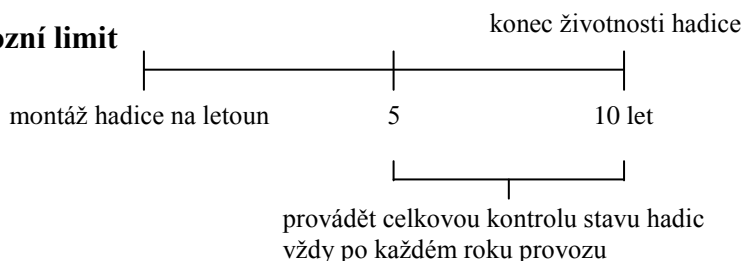 ozní limit
konec životnosti hadice
montáž hadice na letoun
5
10 let
provádět celkovou kontrolu stavu hadic
vždy po každém roku provozu